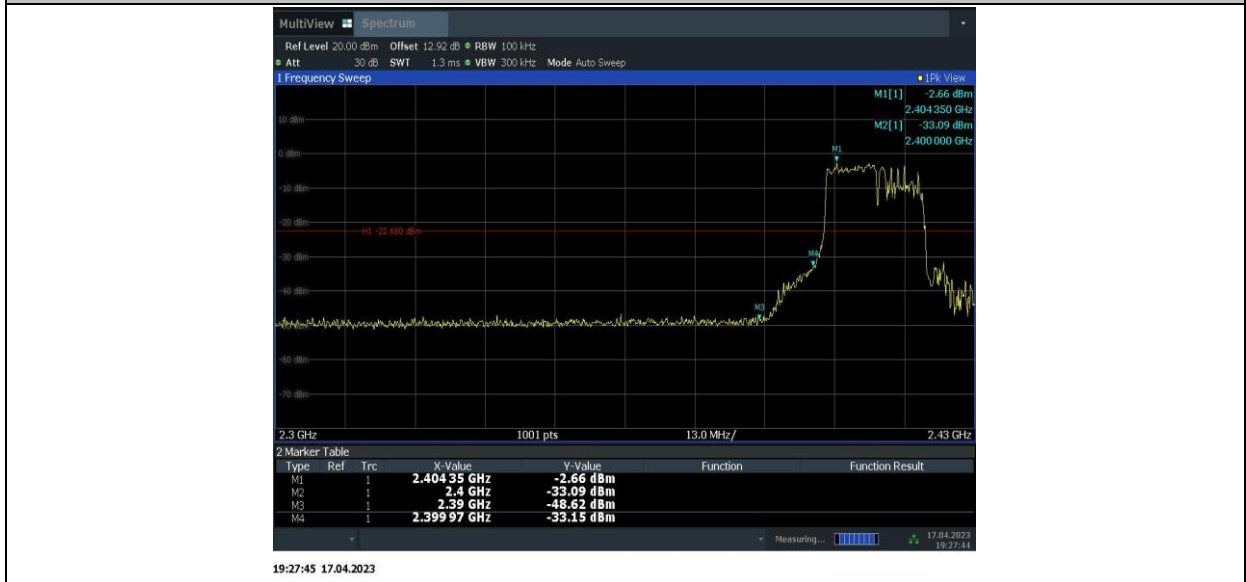 MultiView Spectrum
Ref Level 20.00 dBm Offset 12.92 dB RBW 100 kHz
Att 30 dB SWT 1.3 ms VBW 300 kHz Mode Auto Sweep
1 Frequency Sweep 1Pk View
M1[1] -2.66 dBm
2.404350 GHz
10 dBm
M2[1] -33.09 dBm
2.400000 GHz
M1
0 dBm
-10 dBm
-20 dBm
H1 -22.660 dBm
M4
-30 dBm
-40 dBm
M3
-60 dBm
-70 dBm
2.3 GHz 1001 pts 13.0 MHz/ 2.43 GHz
2 Marker Table
Type Ref Trc X-Value Y-Value Function Function Result
M1 1 2.404 35 GHz -2.66 dBm
M2 1 2.4 GHz -33.09 dBm
M3 1 2.39 GHz -48.62 dBm
M4 1 2.399 97 GHz -33.15 dBm
Measuring... 17.04.2023
19:27:44
19:27:45 17.04.2023